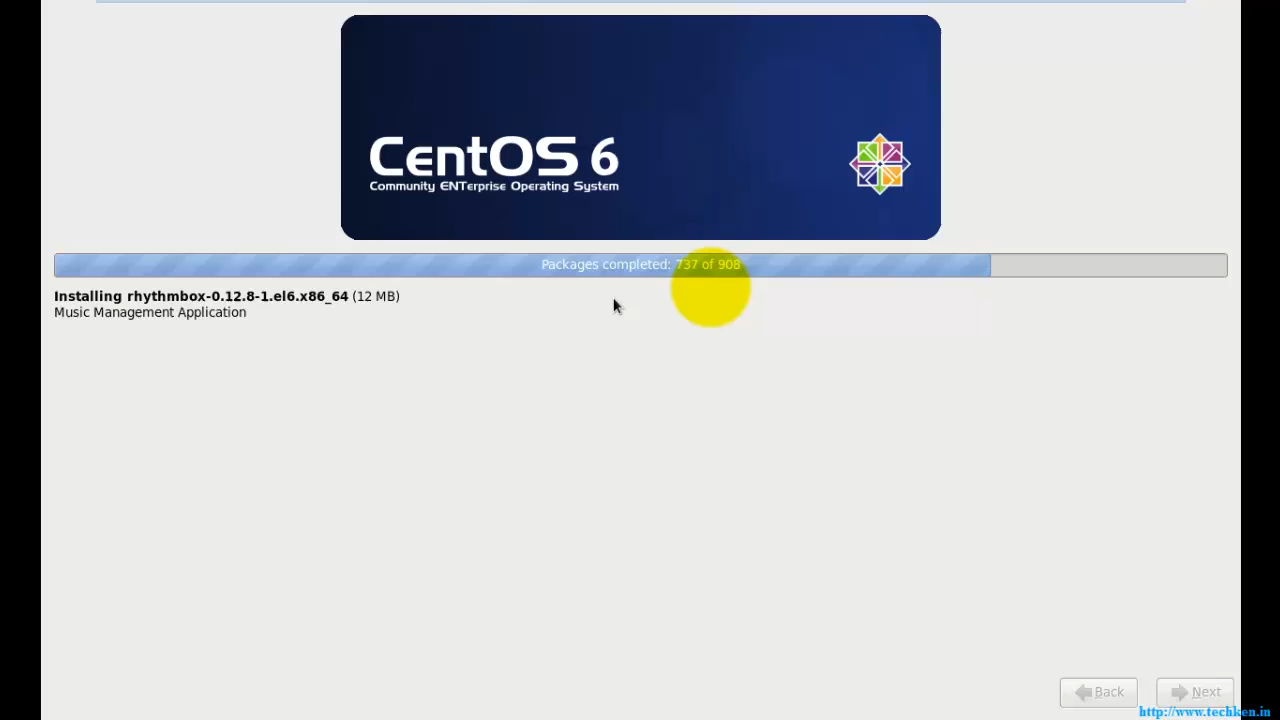 CentOS 6
Community ENTerprise Operating System
Packages completed: 737 of 908
Installing rhythmbox-0.12.8-1.el6.x86_64 (12 MB)
Music Management Application
Back
Next
http://www.techken.in